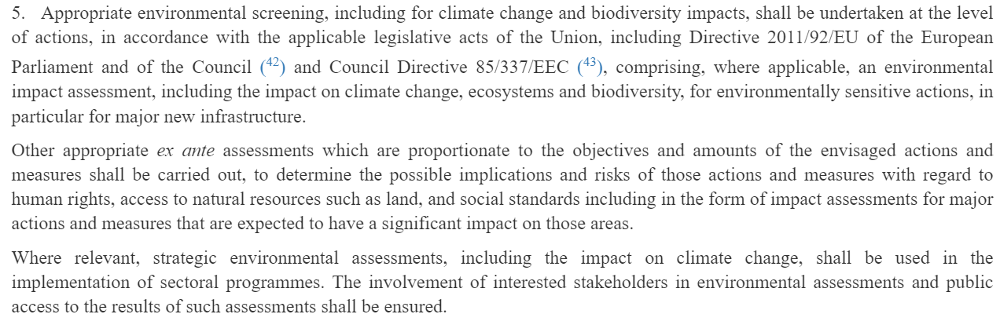 5. Appropriate environmental screening, including for climate change and biodiversity impacts, shall be undertaken at the level
of actions, in accordance with the applicable legislative acts of the Union, including Directive 2011/92/EU of the European
Parliament and of the Council (42) and Council Directive 85/337/EEC (43), comprising, where applicable, an environmental
impact assessment, including the impact on climate change, ecosystems and biodiversity, for environmentally sensitive actions, in
particular for major new infrastructure.
Other appropriate ex ante assessments which are proportionate to the objectives and amounts of the envisaged actions and
measures shall be carried out, to determine the possible implications and risks of those actions and measures with regard to
human rights, access to natural resources such as land, and social standards including in the form of impact assessments for major
actions and measures that are expected to have a significant impact on those areas.
Where relevant, strategic environmental assessments, including the impact on climate change, shall be used in the
implementation of sectoral programmes. The involvement of interested stakeholders in environmental assessments and public
access to the results of such assessments shall be ensured.